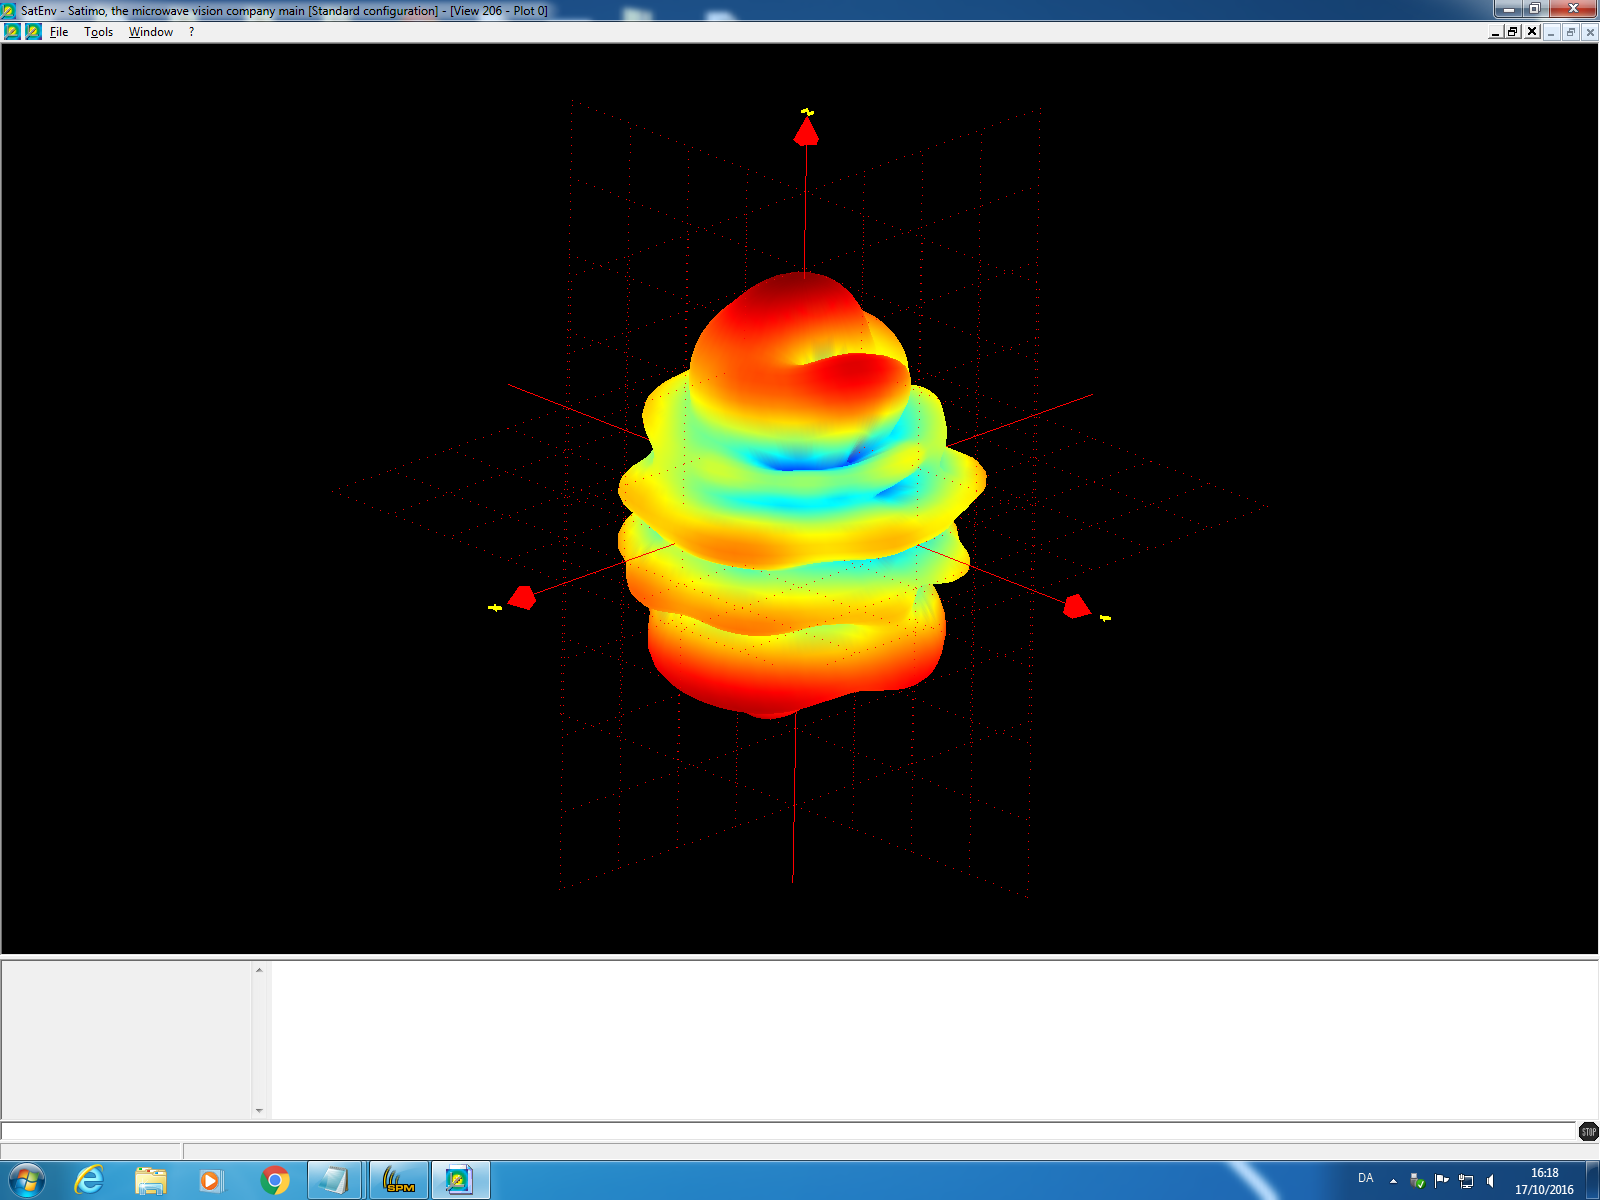 SatEnv - Satimo, the microwave vision company main [Standard configuration] - [View 206 - Plot 0]
File Tools Window ?
STOP
SPM
DA
16:18
17/10/2016